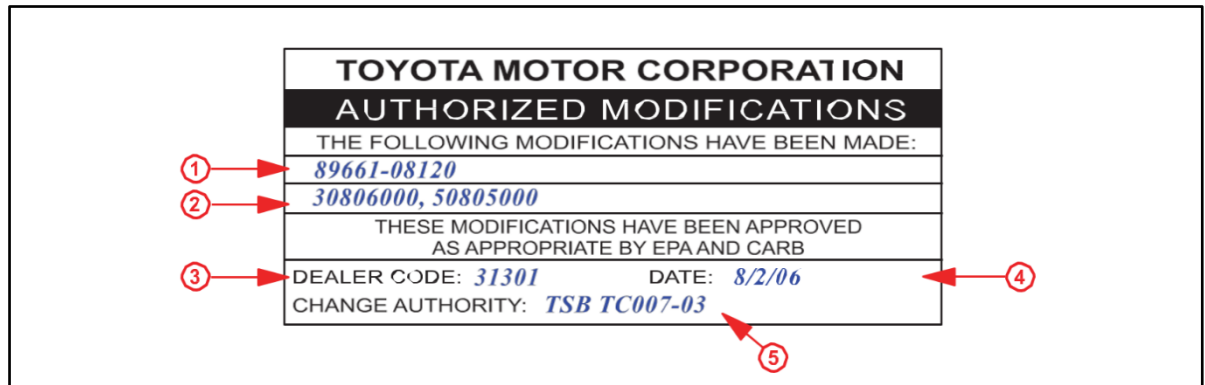 TOYOTA MOTOR CORPORATION
AUTHORIZED MODIFICATIONS
THE FOLLOWING MODIFICATIONS HAVE BEEN MADE:
1 89661-08120
2 30806000, 50805000
THESE MODIFICATIONS HAVE BEEN APPROVED
AS APPROPRIATE BY EPA AND CARB
3 DEALER CODE: 31301 DATE: 8/2/06 4
CHANGE AUTHORITY: TSB TC007-03
5